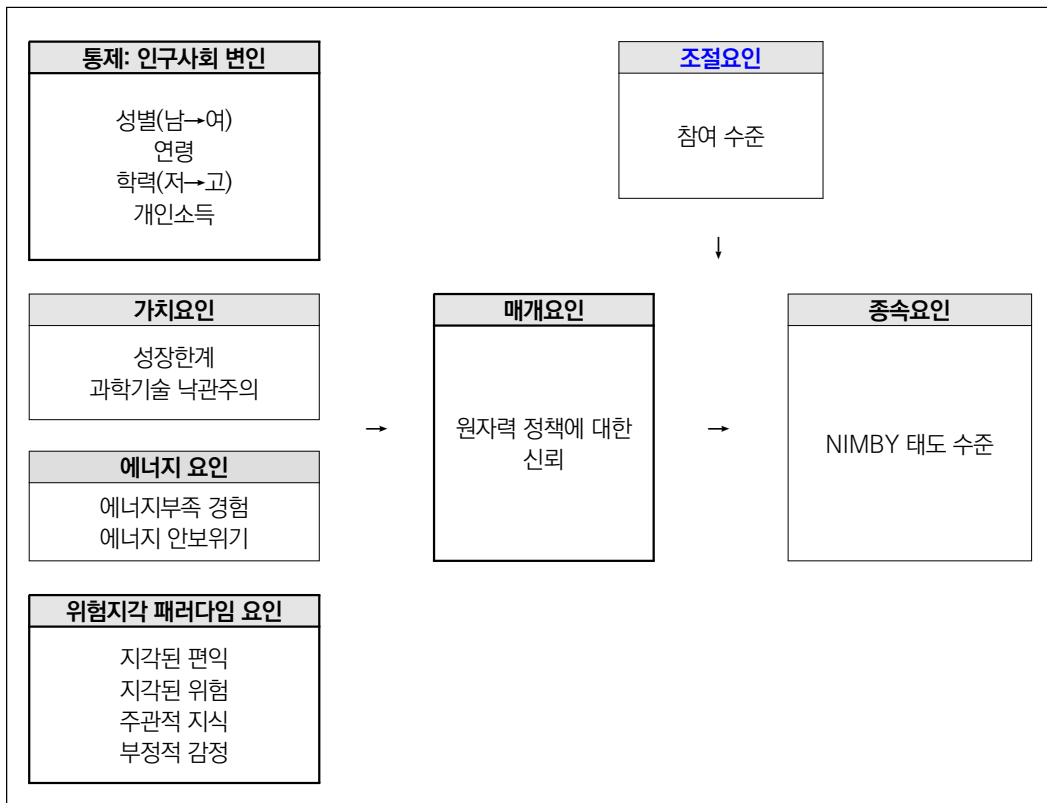 통제: 인구사회 변인
성별(남→여)
연령
학력(저→고)
개인소득
조절요인
참여 수준
↓
가치요인
성장한계
과학기술 낙관주의
에너지 요인
에너지부족 경험
에너지 안보위기
위험지각 패러다임 요인
지각된 편익
지각된 위험
주관적 지식
부정적 감정
→
매개요인
원자력 정책에 대한
신뢰
→
종속요인
NIMBY 태도 수준